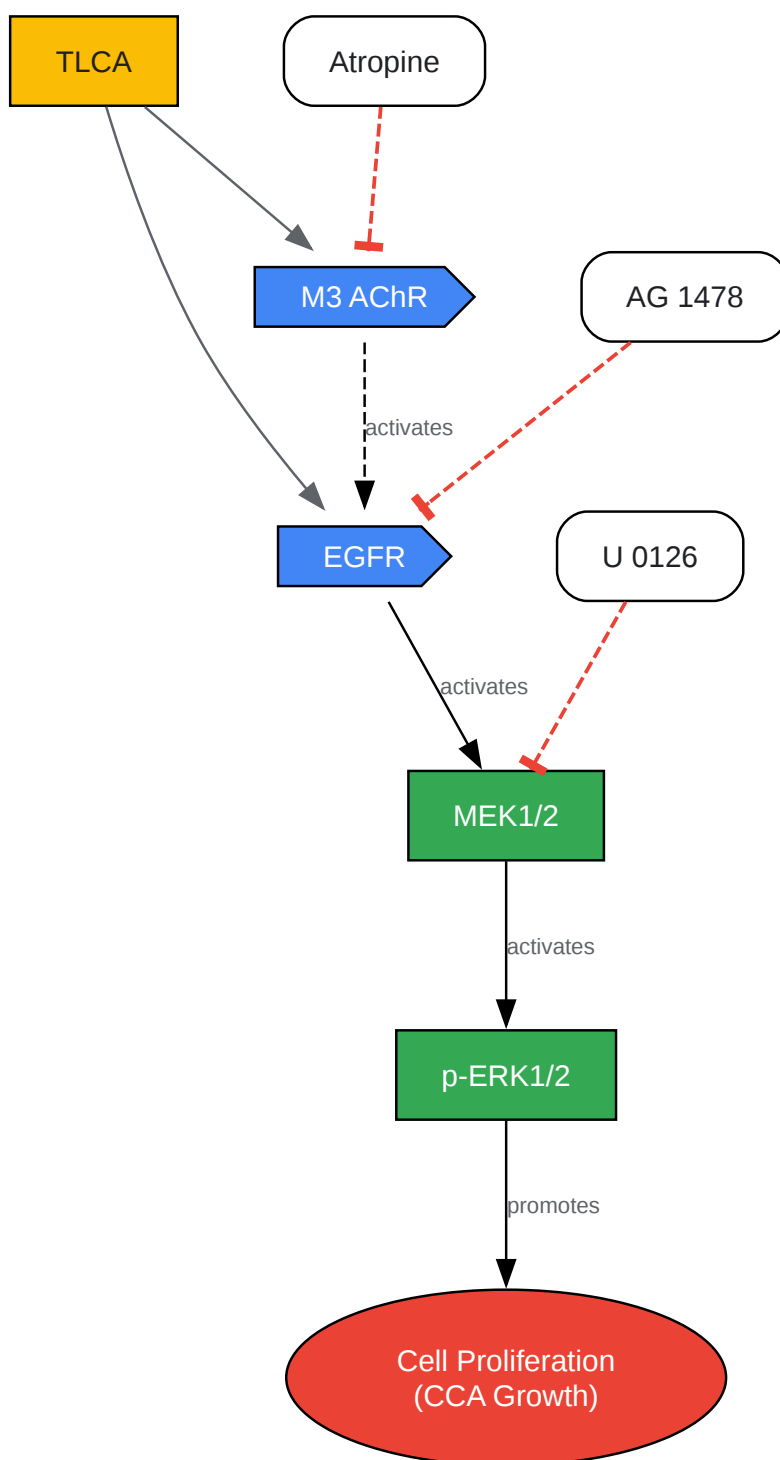 TLCA
Atropine
M3 AChR
AG 1478
activates
EGFR
U 0126
activates
MEK1/2
activates
p-ERK1/2
promotes
Cell Proliferation
(CCA Growth)